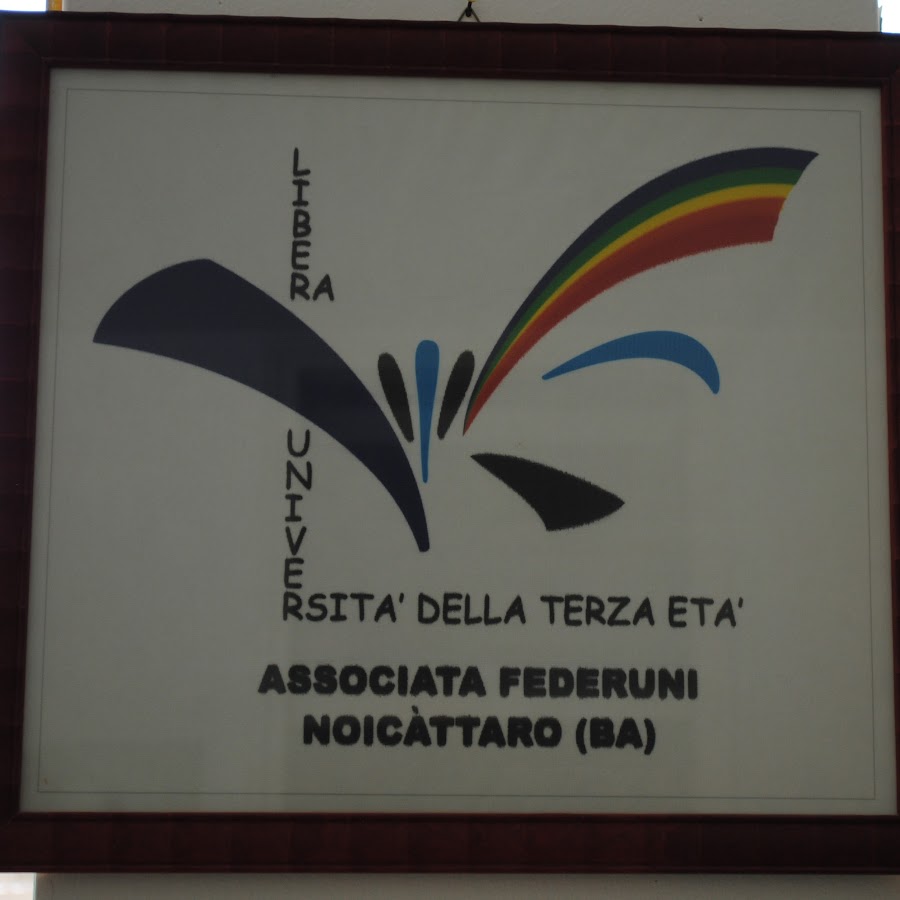 LIBERA
UNIVERSITA' DELLA TERZA ETA'
ASSOCIATA FEDERUNI
NOICÀTTARO (BA)